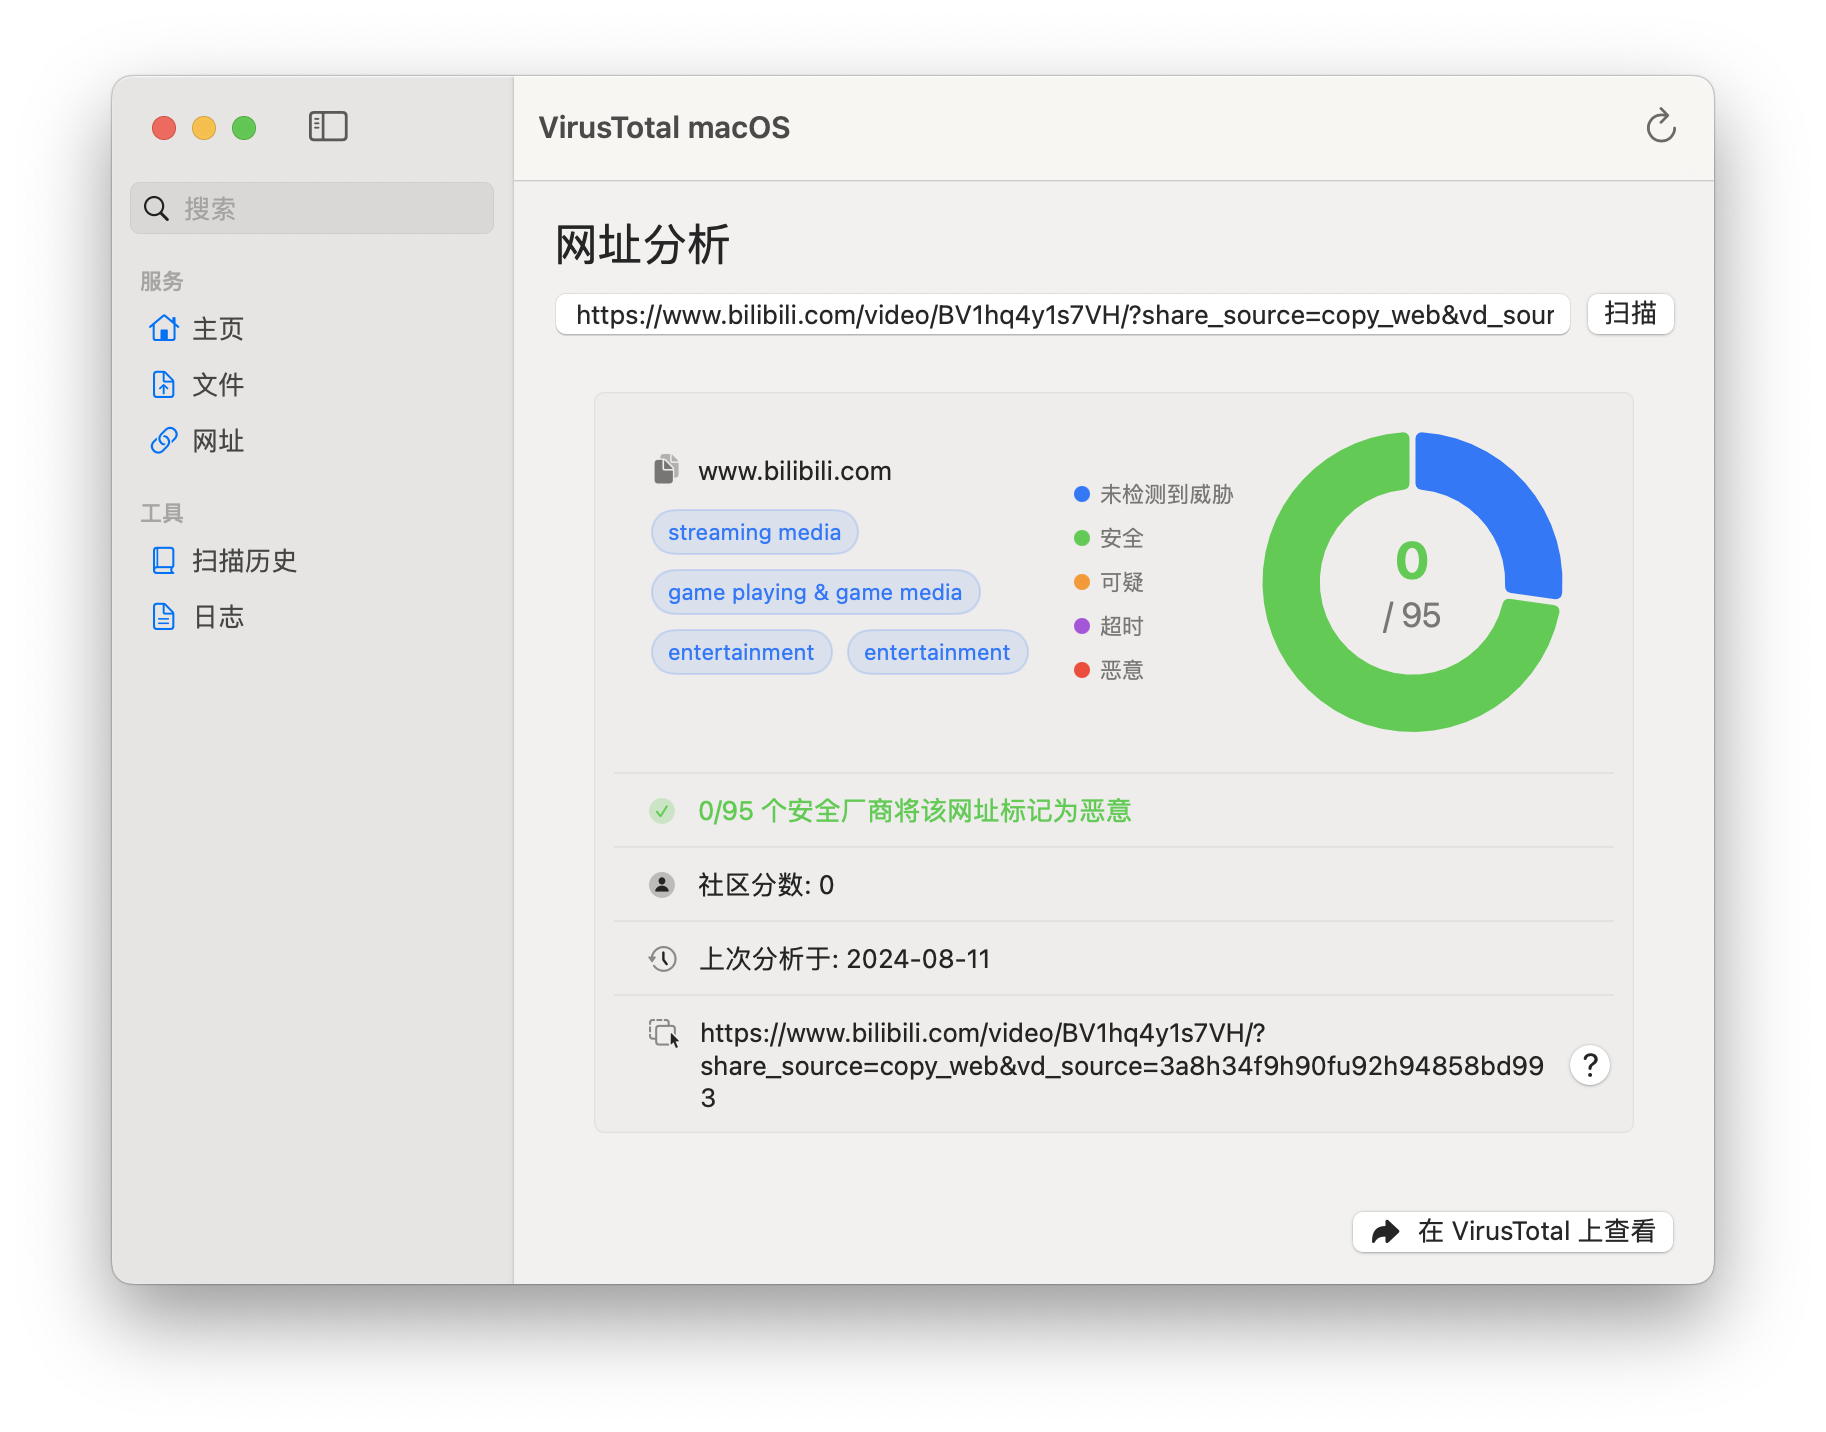 VirusTotal macOS
搜索
服务
主页
文件
网址
工具
扫描历史
日志
网址分析
https://www.bilibili.com/video/BV1hq4y1s7VH/?share_source=copy_web&vd_sour
扫描
www.bilibili.com
streaming media
game playing & game media
entertainment
entertainment
未检测到威胁
安全
可疑
超时
恶意
0
/ 95
0/95 个安全厂商将该网址标记为恶意
社区分数: 0
上次分析于: 2024-08-11
https://www.bilibili.com/video/BV1hq4y1s7VH/?
share_source=copy_web&vd_source=3a8h34f9h90fu92h94858bd99
3
?
在 VirusTotal 上查看